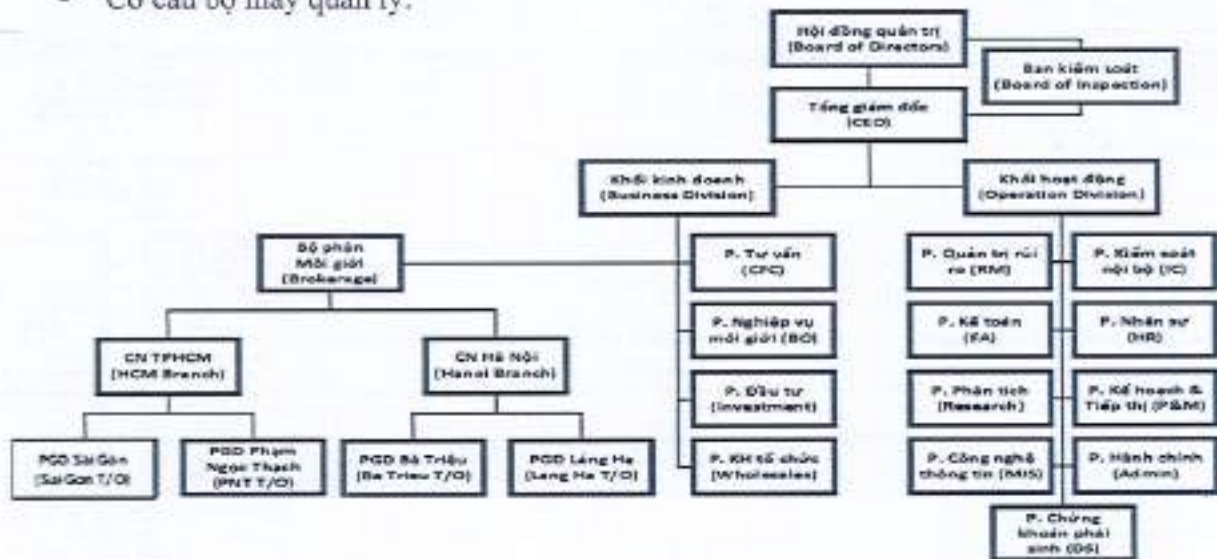 Cơ cấu bộ máy quản lý:
Hội đồng quản trị
(Board of Directors)
Ban kiểm soát
(Board of Inspection)
Tổng giám đốc
(CEO)
Khối kinh doanh
(Business Division)
Khối hoạt động
(Operation Division)
Bộ phận
Môi giới
(Brokerage)
P. Tư vấn
(CFC)
P. Quản trị rủi
ro (RM)
P. Kiểm soát
nội bộ (IC)
P. Nghiệp vụ
môi giới (BO)
P. Kế toán
(FA)
P. Nhân sự
(HR)
CN TPHCM
(HCM Branch)
CN Hà Nội
(Hanoi Branch)
P. Đầu tư
(Investment)
P. Phân tích
(Research)
P. Kế hoạch &
Tiếp thị (P&M)
PGD Sài Gòn
(Sai Gon T/O)
PGD Phạm
Ngọc Thạch
(PNT T/O)
PGD Bà Triệu
(Ba Trieu T/O)
PGD Láng Hạ
(Lang Ha T/O)
P. KH tổ chức
(Wholesales)
P. Công nghệ
thông tin (MIS)
P. Hành chính
(Admin)
P. Chứng
khoán phái
sinh (DS)